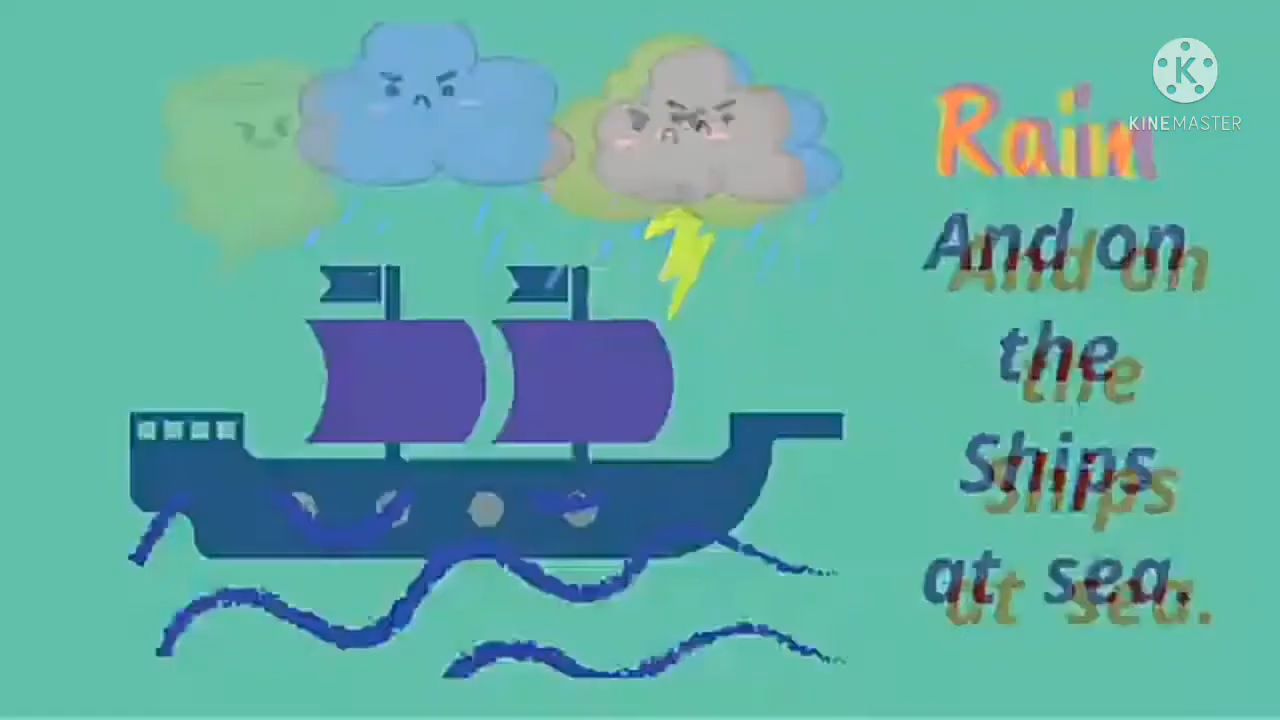 K
KINEMASTER
Rain
And on
the
Ships
at sea.